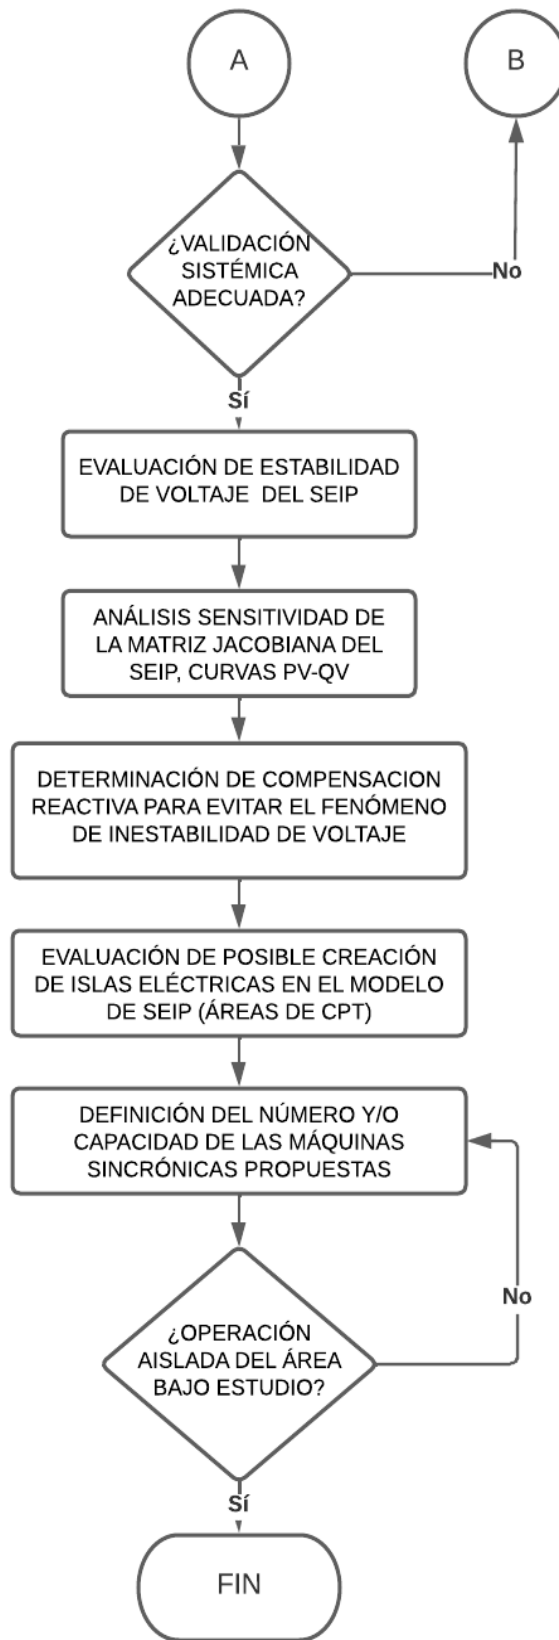 A
B
¿VALIDACIÓN
SISTÉMICA
ADECUADA?
No
Sí
EVALUACIÓN DE ESTABILIDAD
DE VOLTAJE DEL SEIP
ANÁLISIS SENSITIVIDAD DE
LA MATRIZ JACOBIANA DEL
SEIP, CURVAS PV-QV
DETERMINACIÓN DE COMPENSACION
REACTIVA PARA EVITAR EL FENÓMENO
DE INESTABILIDAD DE VOLTAJE
EVALUACIÓN DE POSIBLE CREACIÓN
DE ISLAS ELÉCTRICAS EN EL MODELO
DE SEIP (ÁREAS DE CPT)
DEFINICIÓN DEL NÚMERO Y/O
CAPACIDAD DE LAS MÁQUINAS
SINCRÓNICAS PROPUESTAS
¿OPERACIÓN
AISLADA DEL ÁREA
BAJO ESTUDIO?
No
Sí
FIN